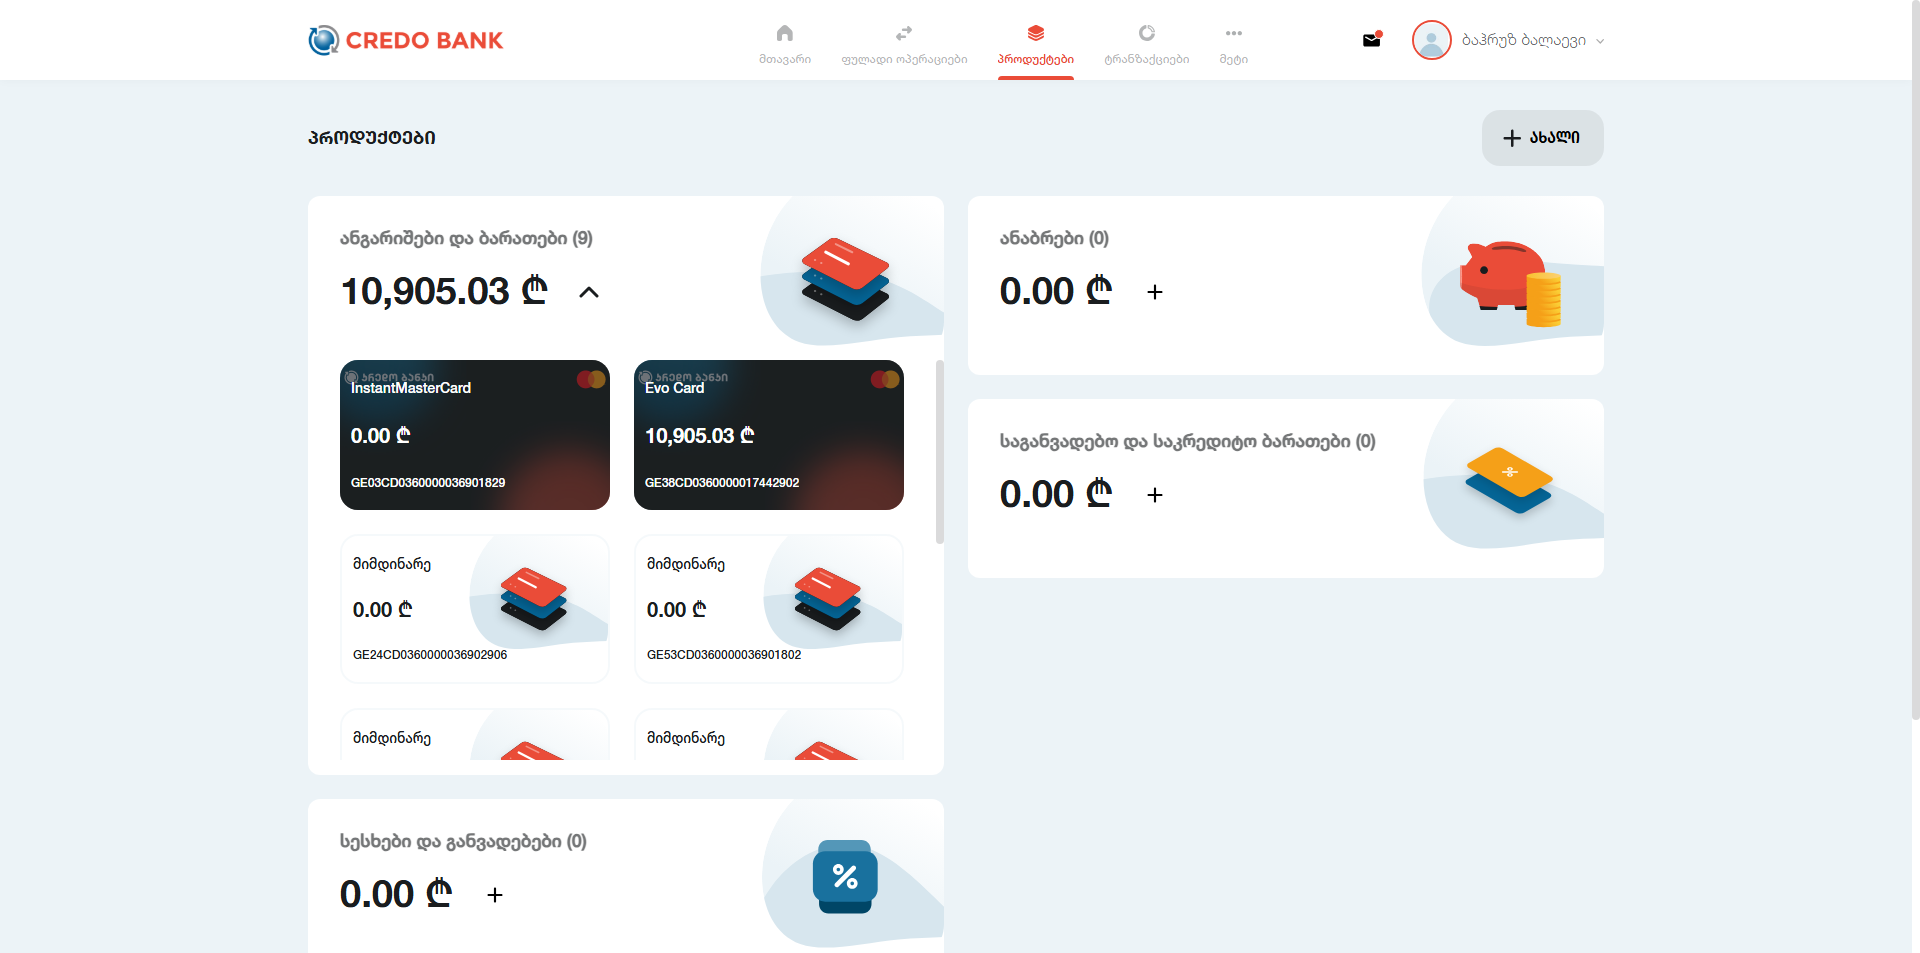 CREDO BANK
მთავარი
ფულადი ოპერაციები
პროდუქტები
ტრანზაქციები
მეტი
ბაჰრუზ ბალაევი
პროდუქტები
ახალი
ანგარიშები და ბარათები (9)
10,905.03 ₾
კრედო ბანკი
InstantMasterCard
0.00 ₾
GE03CD0360000036901829
კრედო ბანკი
Evo Card
10,905.03 ₾
GE38CD0360000017442902
მიმდინარე
0.00 ₾
GE24CD0360000036902906
მიმდინარე
0.00 ₾
GE53CD0360000036901802
მიმდინარე
მიმდინარე
სესხები და განვადებები (0)
0.00 ₾
ანაბრები (0)
0.00 ₾
საგანვადებო და საკრედიტო ბარათები (0)
0.00 ₾